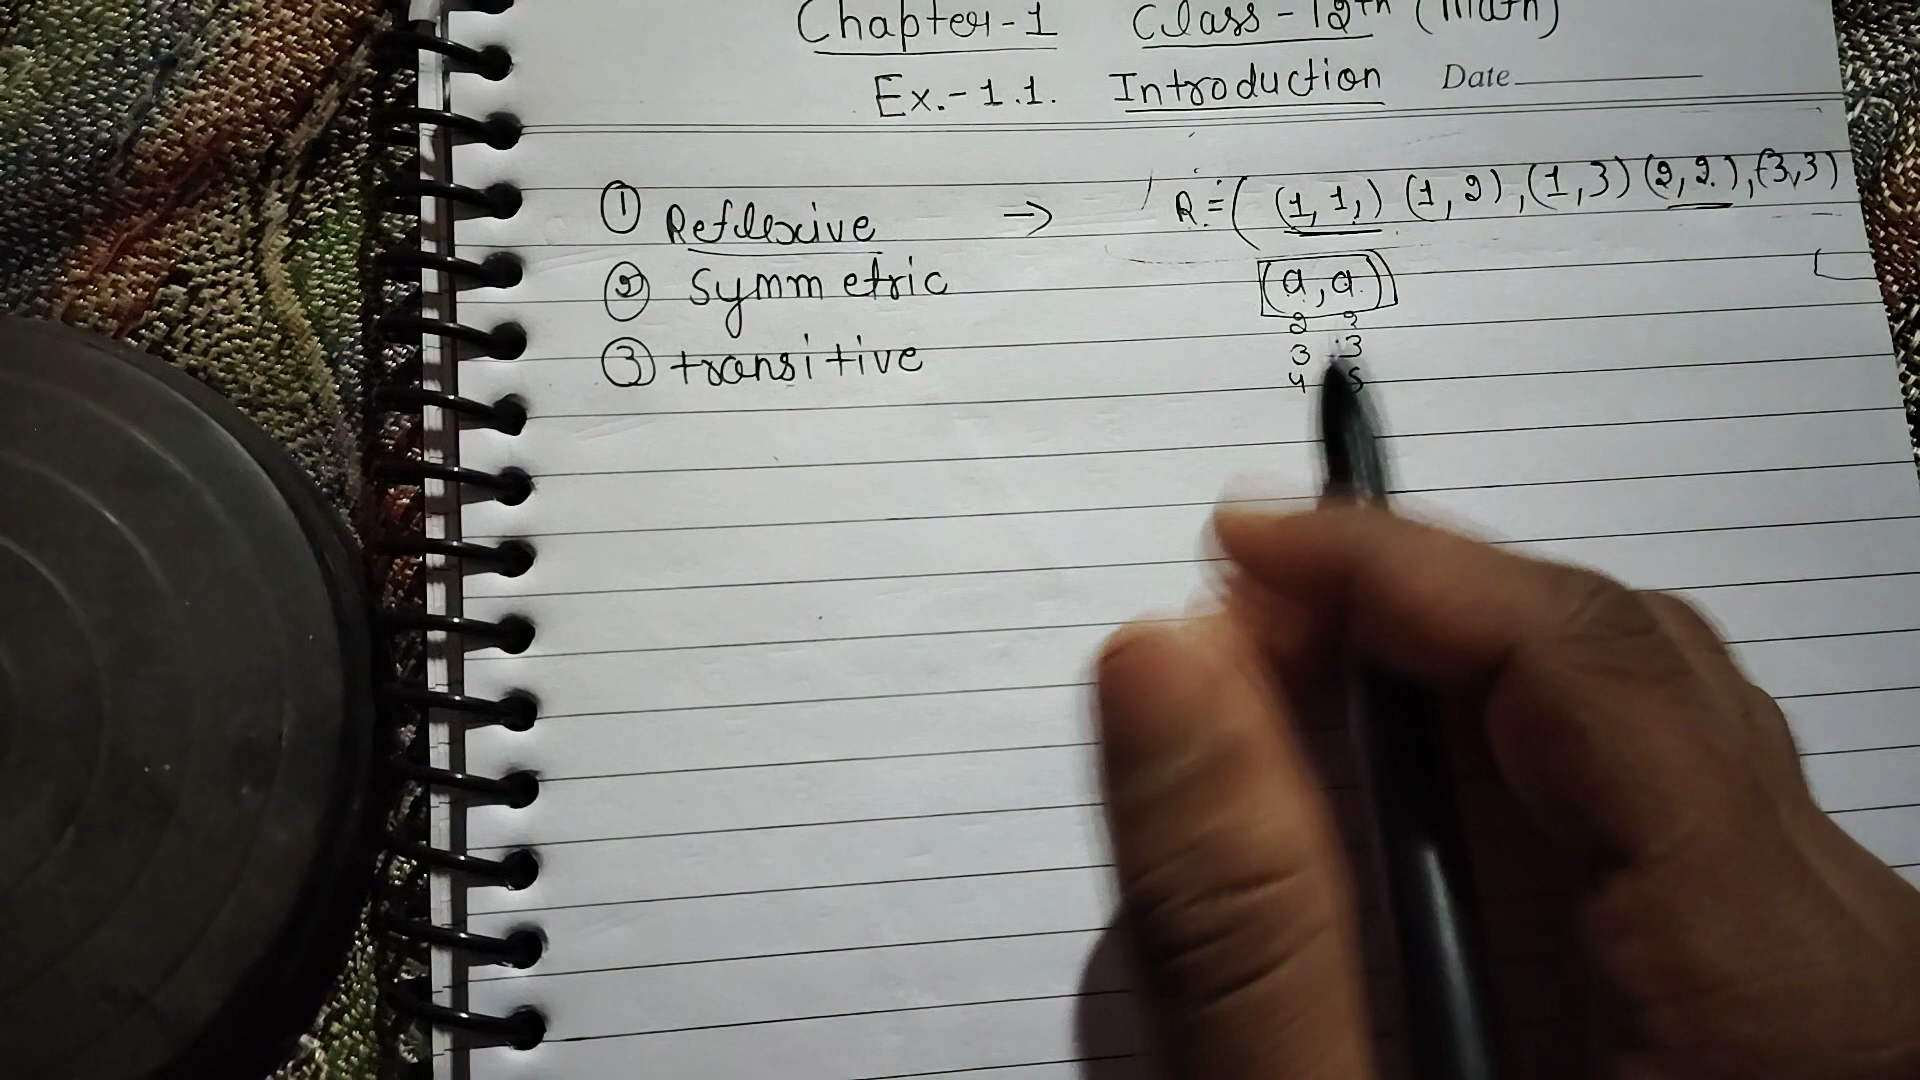 Chapter-1 Class-12th (Math)
Ex.-1.1. Introduction Date
① Reflexive → R = ( (1,1,) (1,2),(1,3)(2,2.),(3,3)
② Symmetric (a,a)
2 2
③ transitive 3 3
4 5